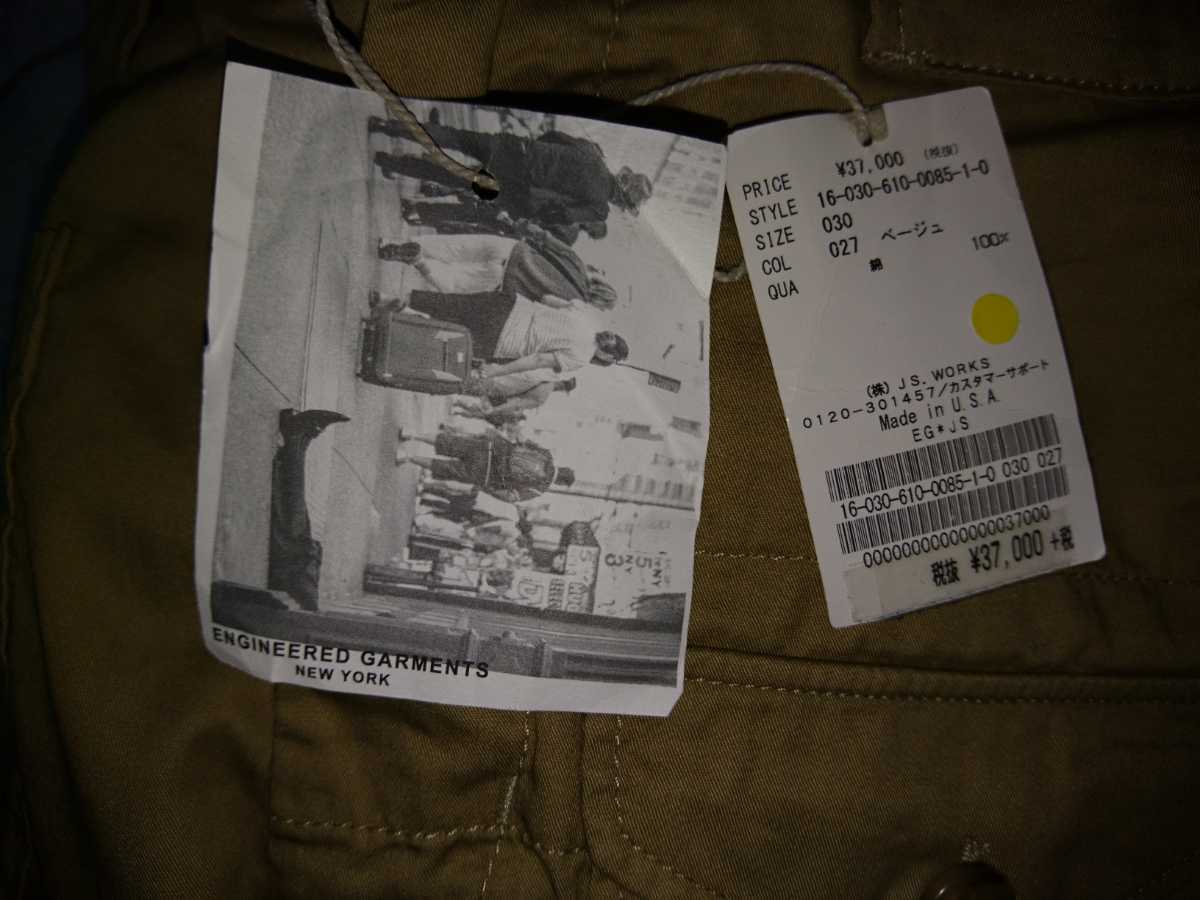 ENGINEERED GARMENTS
NEW YORK
PRICE ¥37,000 (税抜)
STYLE 16-030-610-0085-1-0
SIZE 030
COL 027 ベージュ
QUA 綿 100%
(株)JS.WORKS
0120-301457/カスタマーサポート
Made in U.S.A.
EG*JS
16-030-610-0085-1-0 030 027
税抜 ¥37,000 +税